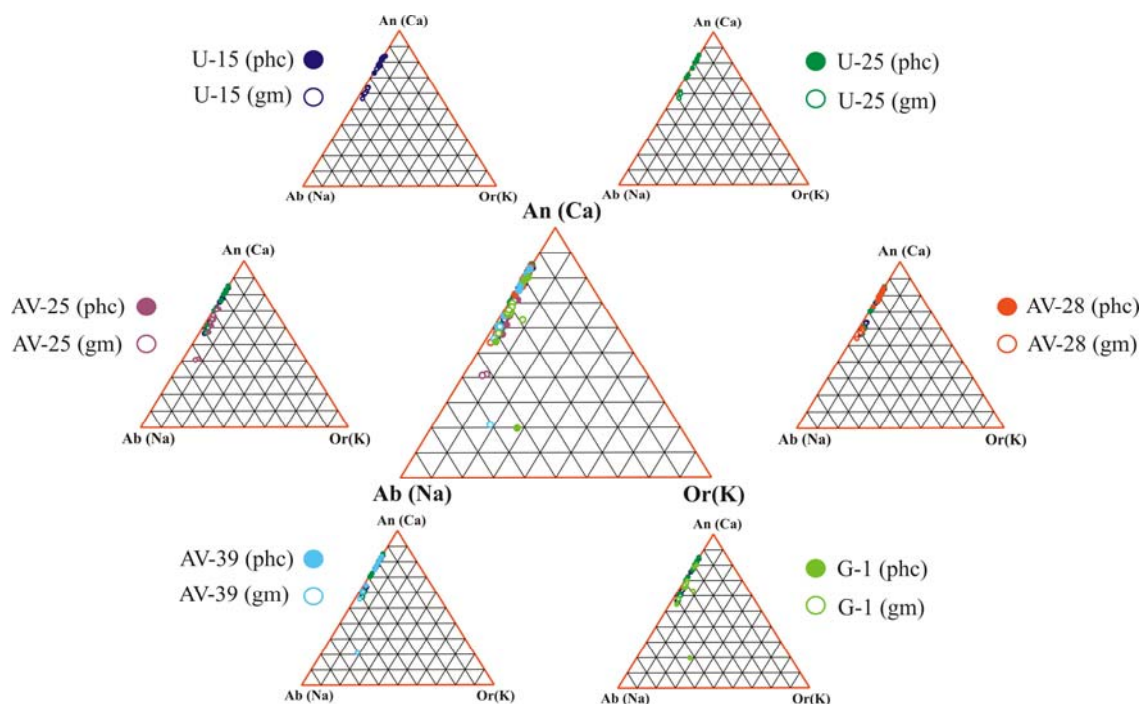 An (Ca)
U-15 (phc)
U-15 (gm)
Ab (Na)
Or(K)
An (Ca)
U-25 (phc)
U-25 (gm)
Ab (Na)
Or(K)
An (Ca)
AV-25 (phc)
AV-25 (gm)
Ab (Na)
Or(K)
An (Ca)
Ab (Na)
Or(K)
An (Ca)
AV-28 (phc)
AV-28 (gm)
Ab (Na)
Or(K)
An (Ca)
AV-39 (phc)
AV-39 (gm)
Ab (Na)
Or(K)
An (Ca)
G-1 (phc)
G-1 (gm)
Ab (Na)
Or(K)